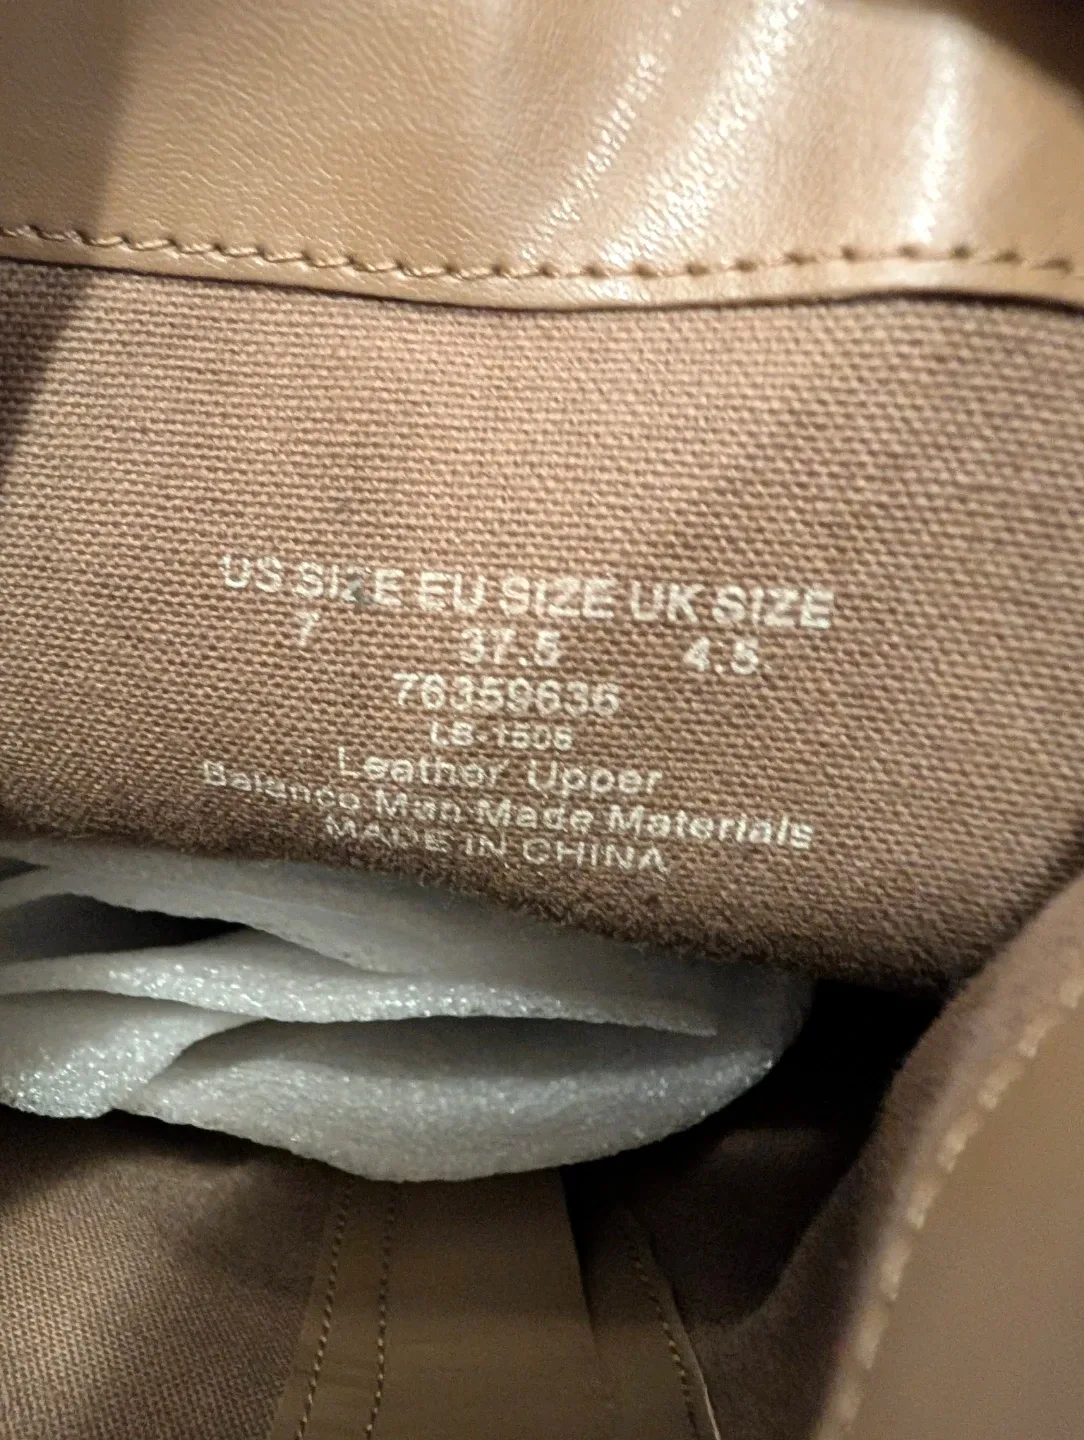 US SIZE EU SIZE UK SIZE
7 37.5 4.5
76359636
LB-1506
Leather Upper
Balance Man Made Materials
MADE IN CHINA